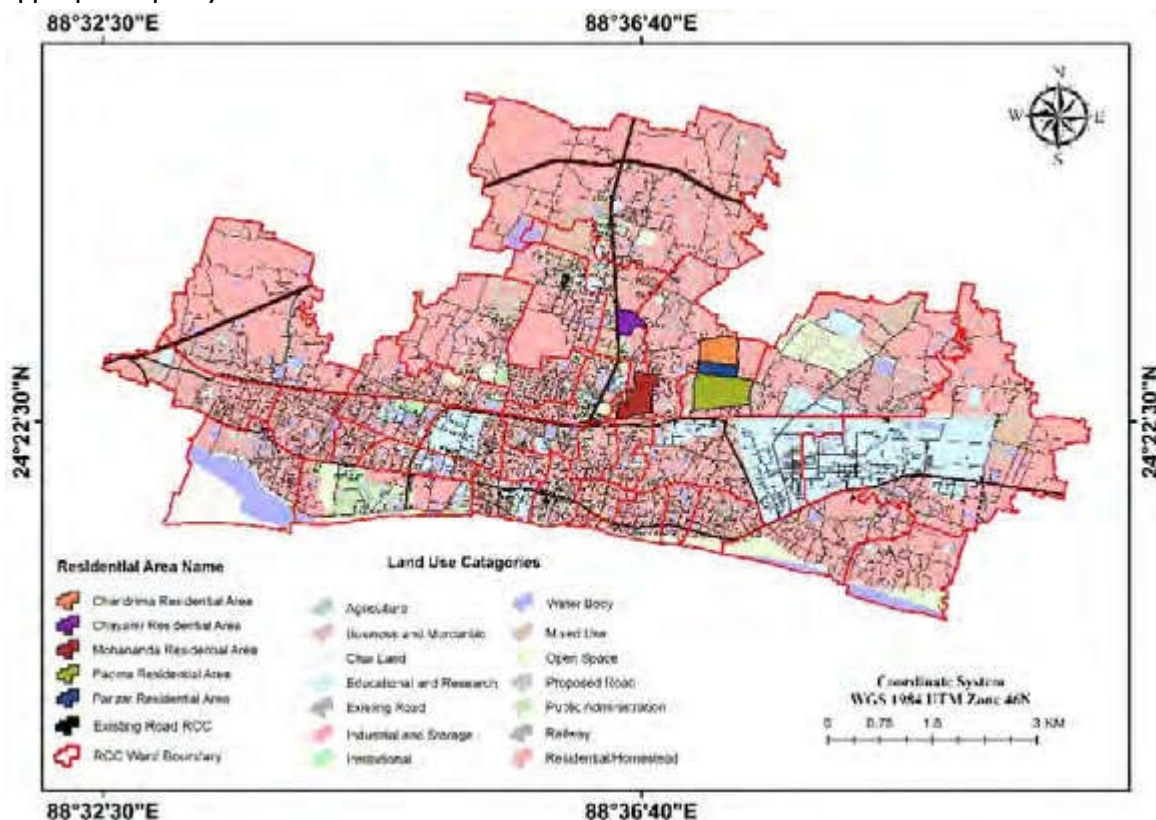 88°32'30"E 88°36'40"E
N
W E
S
24°22'30"N 24°22'30"N
Residential Area Name
Chandrima Residential Area
Residential Area
Mohananda Residential Area
Padma Residential Area
Residential Area
Existing Road RCC
RCC Ward Boundary
Land Use Catagories
Agriculture
Business and Mercantile
Char Land
Educational and Research
Existing Road
Industrial and Storage
Institutional
Water Body
Mixed Use
Open Space
Proposed Road
Public Administration
Railway
Residential/Homestead
Coordinate System
WGS 1984 UTM Zone 46N
0 0.75 1.5 3 KM
88°32'30"E 88°36'40"E